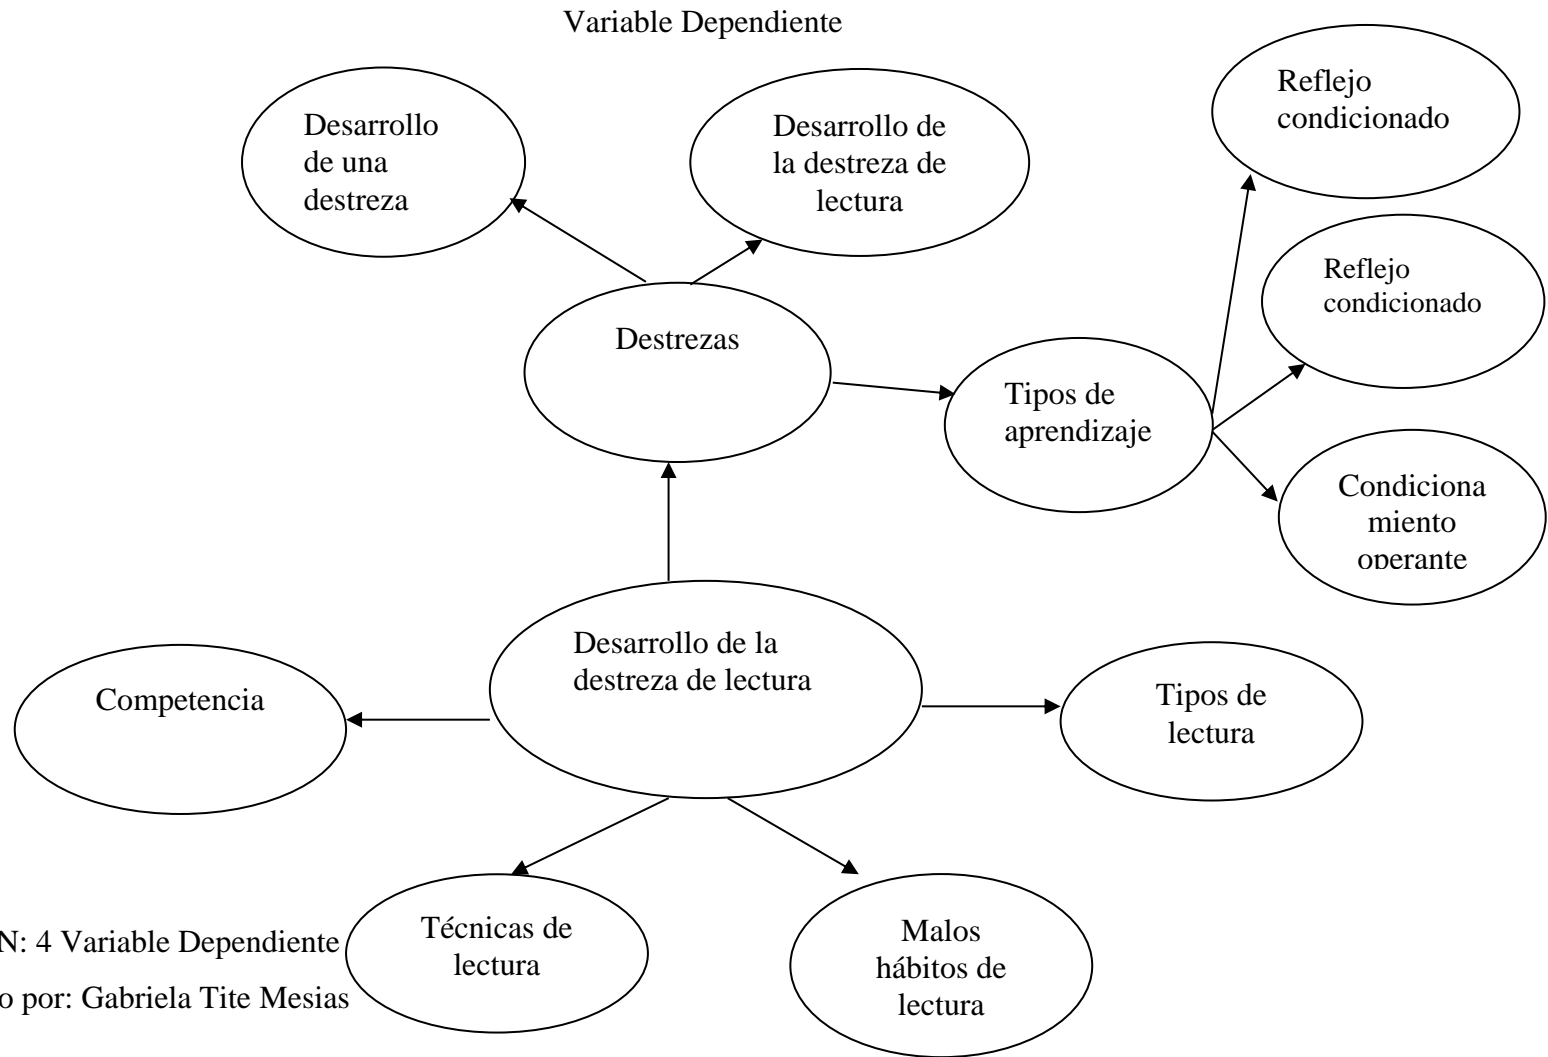 Variable Dependiente
Desarrollo
de una
destreza
Desarrollo de
la destreza de
lectura
Reflejo
condicionado
Reflejo
condicionado
Destrezas
Tipos de
aprendizaje
Condiciona
miento
operante
Desarrollo de la
destreza de lectura
Competencia
Tipos de
lectura
Técnicas de
lectura
Malos
hábitos de
lectura
N: 4 Variable Dependiente
o por: Gabriela Tite Mesias